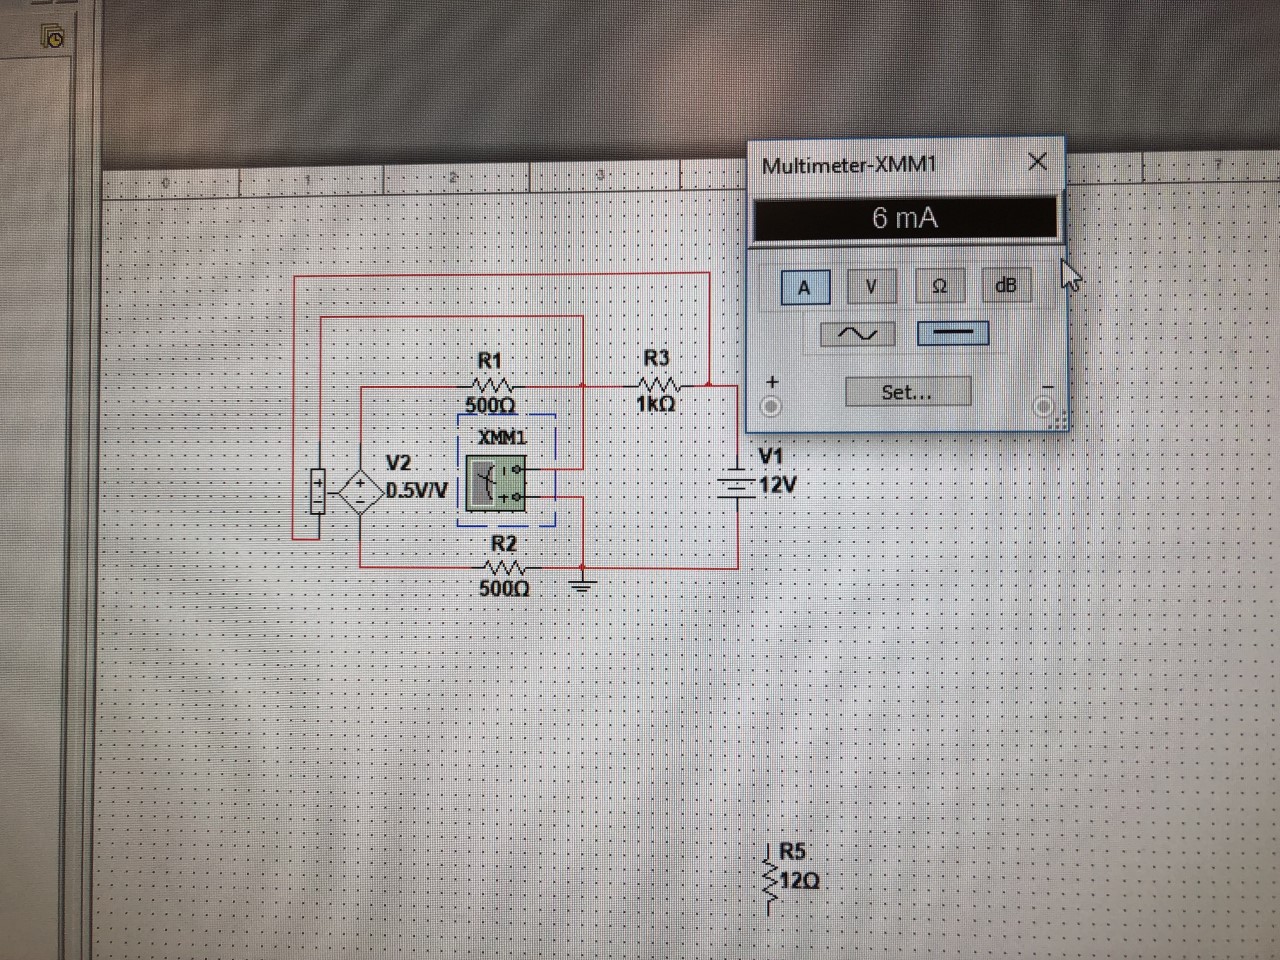 0 1 2 3 7
Multimeter-XMM1
6 mA
A V Ω dB
+ Set... −
R1
500Ω
R3
1kΩ
XMM1
V2
0.5V/V
V1
12V
R2
500Ω
R5
12Ω